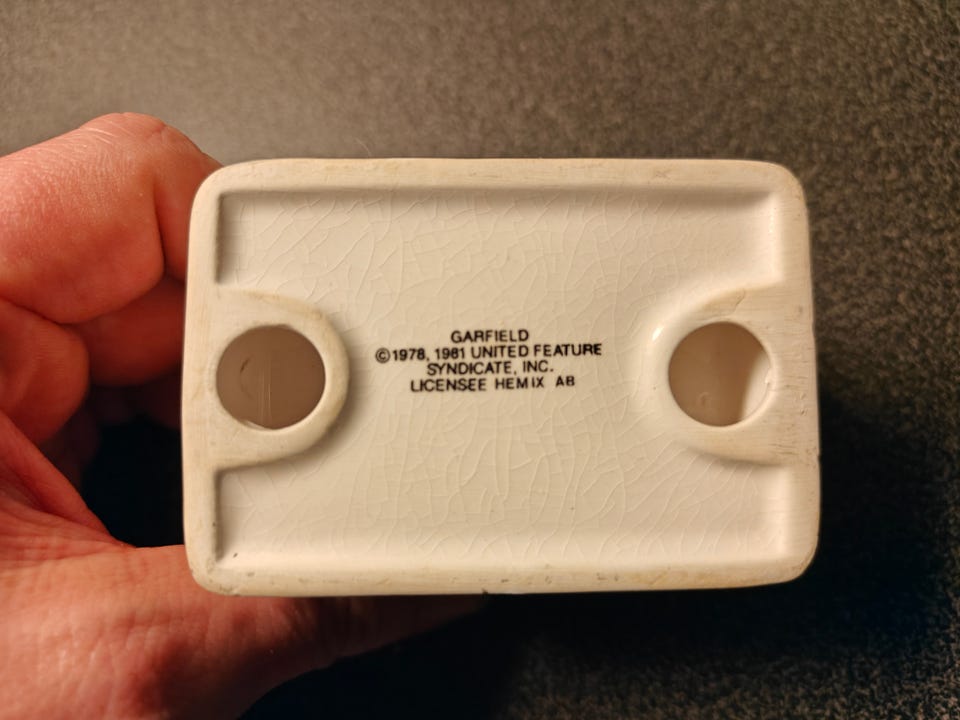 GARFIELD
©1978, 1981 UNITED FEATURE
SYNDICATE, INC.
LICENSEE HEMIX AB